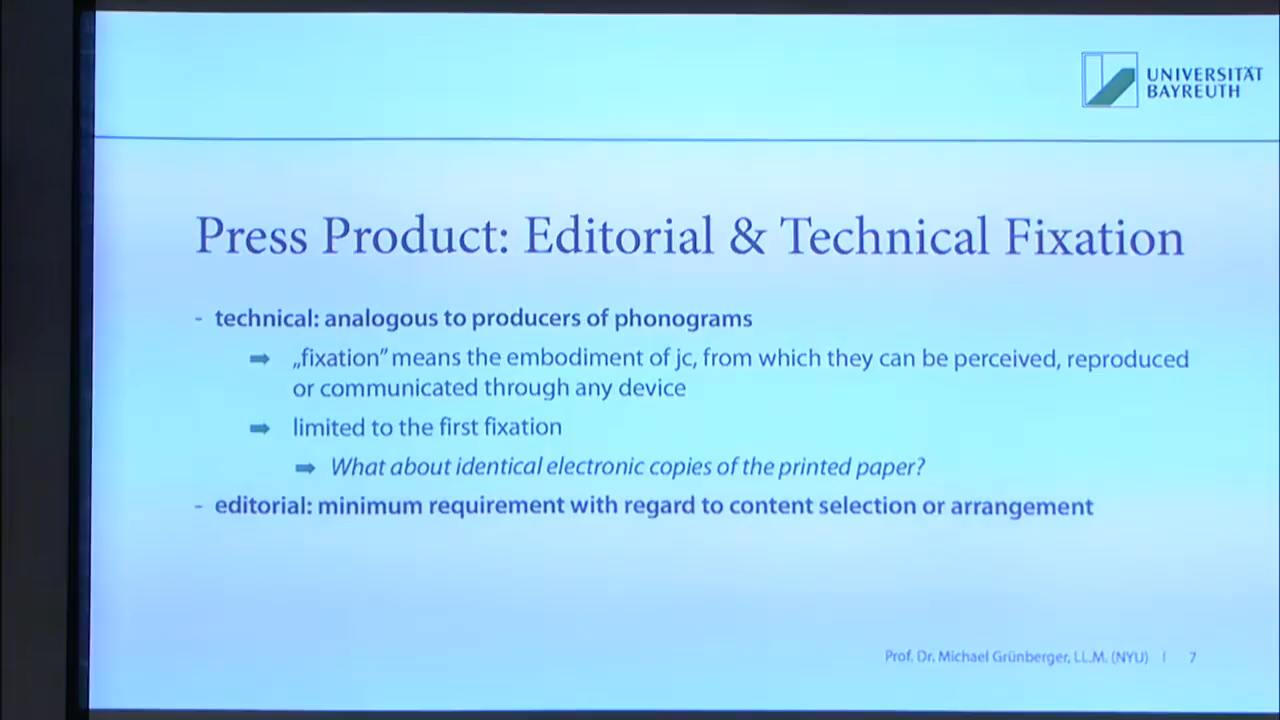 UNIVERSITÄT
BAYREUTH
Press Product: Editorial & Technical Fixation
- technical: analogous to producers of phonograms
➡ „fixation” means the embodiment of jc, from which they can be perceived, reproduced
or communicated through any device
➡ limited to the first fixation
➡ What about identical electronic copies of the printed paper?
- editorial: minimum requirement with regard to content selection or arrangement
Prof. Dr. Michael Grünberger, LL.M. (NYU) | 7